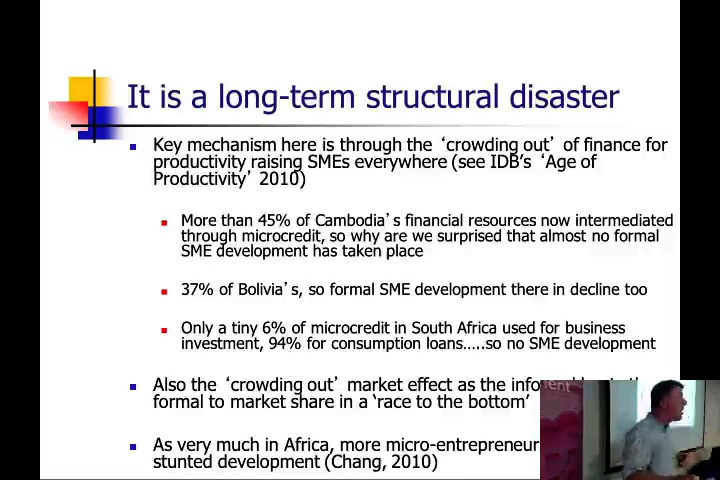 It is a long-term structural disaster
Key mechanism here is through the ‘crowding out’ of finance for
productivity raising SMEs everywhere (see IDB’s ‘Age of
Productivity’ 2010)
More than 45% of Cambodia’s financial resources now intermediated
through microcredit, so why are we surprised that almost no formal
SME development has taken place
37% of Bolivia’s, so formal SME development there in decline too
Only a tiny 6% of microcredit in South Africa used for business
investment, 94% for consumption loans.....so no SME development
Also the ‘crowding out’ market effect as the
formal to market share in a ‘race to the bottom’
As very much in Africa, more micro-entrepreneur
stunted development (Chang, 2010)